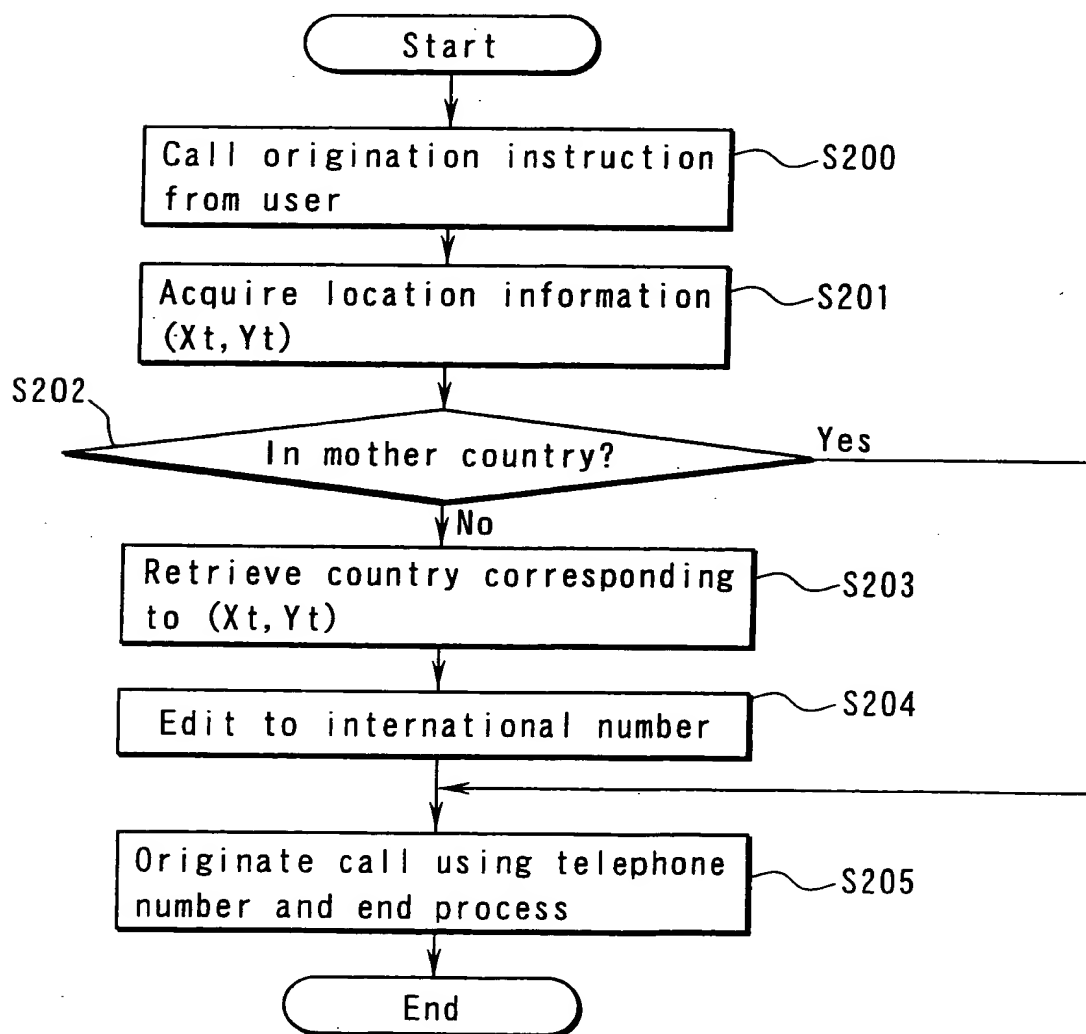 Start
Call origination instruction
from user
S200
Acquire location information
(Xt, Yt)
S201
S202
In mother country?
Yes
No
Retrieve country corresponding
to (Xt, Yt)
S203
Edit to international number
S204
Originate call using telephone
number and end process
S205
End